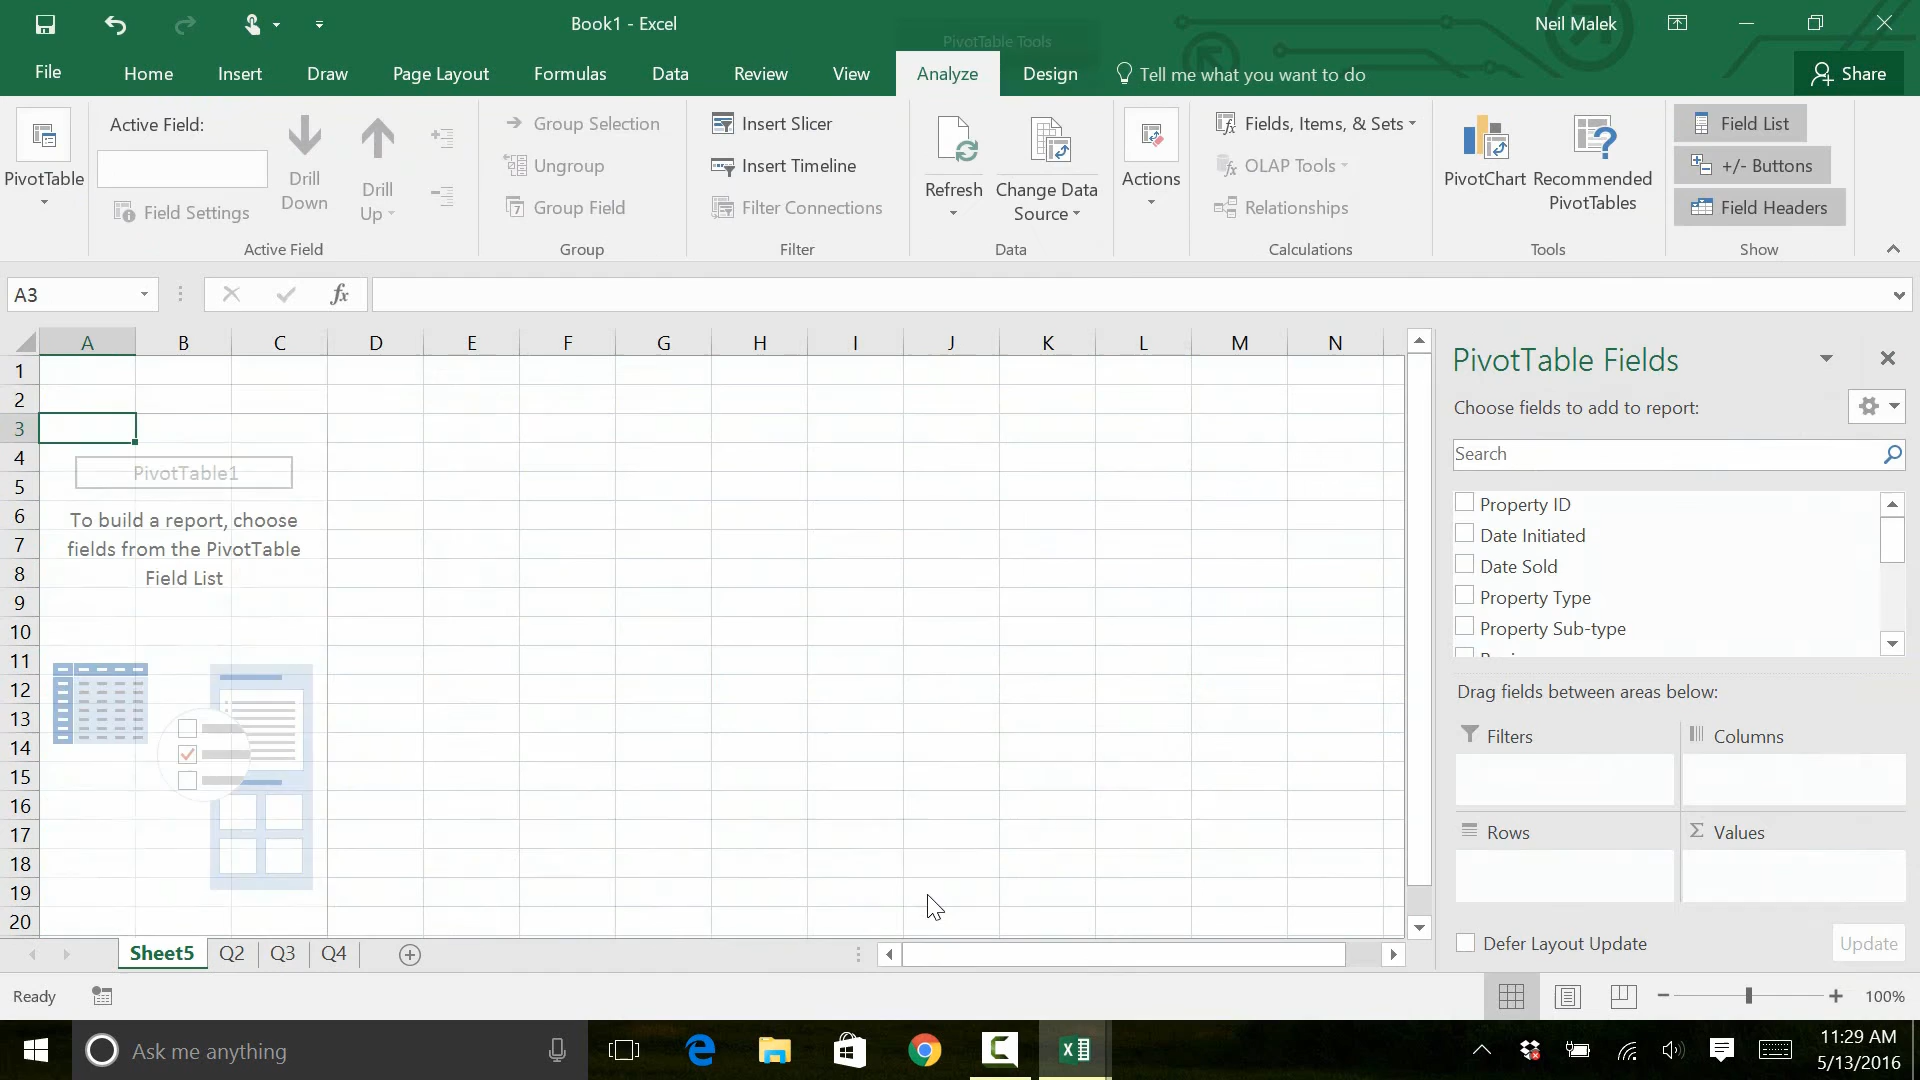 Book1 - Excel
PivotTable Tools
Neil Malek
File
Home
Insert
Draw
Page Layout
Formulas
Data
Review
View
Analyze
Design
Tell me what you want to do
Share
PivotTable
Active Field:
Field Settings
Drill Down
Drill Up
Active Field
Group Selection
Ungroup
Group Field
Group
Insert Slicer
Insert Timeline
Filter Connections
Filter
Refresh
Change Data Source
Data
Actions
Fields, Items, & Sets
OLAP Tools
Relationships
Calculations
PivotChart
Recommended PivotTables
Tools
Field List
+/- Buttons
Field Headers
Show
A3
fx
A B C D E F G H I J K L M N
1
2
3
4
5
6
7
8
9
10
11
12
13
14
15
16
17
18
19
20
PivotTable1
To build a report, choose
fields from the PivotTable
Field List
PivotTable Fields
Choose fields to add to report:
Search
Property ID
Date Initiated
Date Sold
Property Type
Property Sub-type
Drag fields between areas below:
Filters
Columns
Rows
Σ Values
Defer Layout Update
Update
Sheet5
Q2
Q3
Q4
Ready
100%
Ask me anything
11:29 AM
5/13/2016